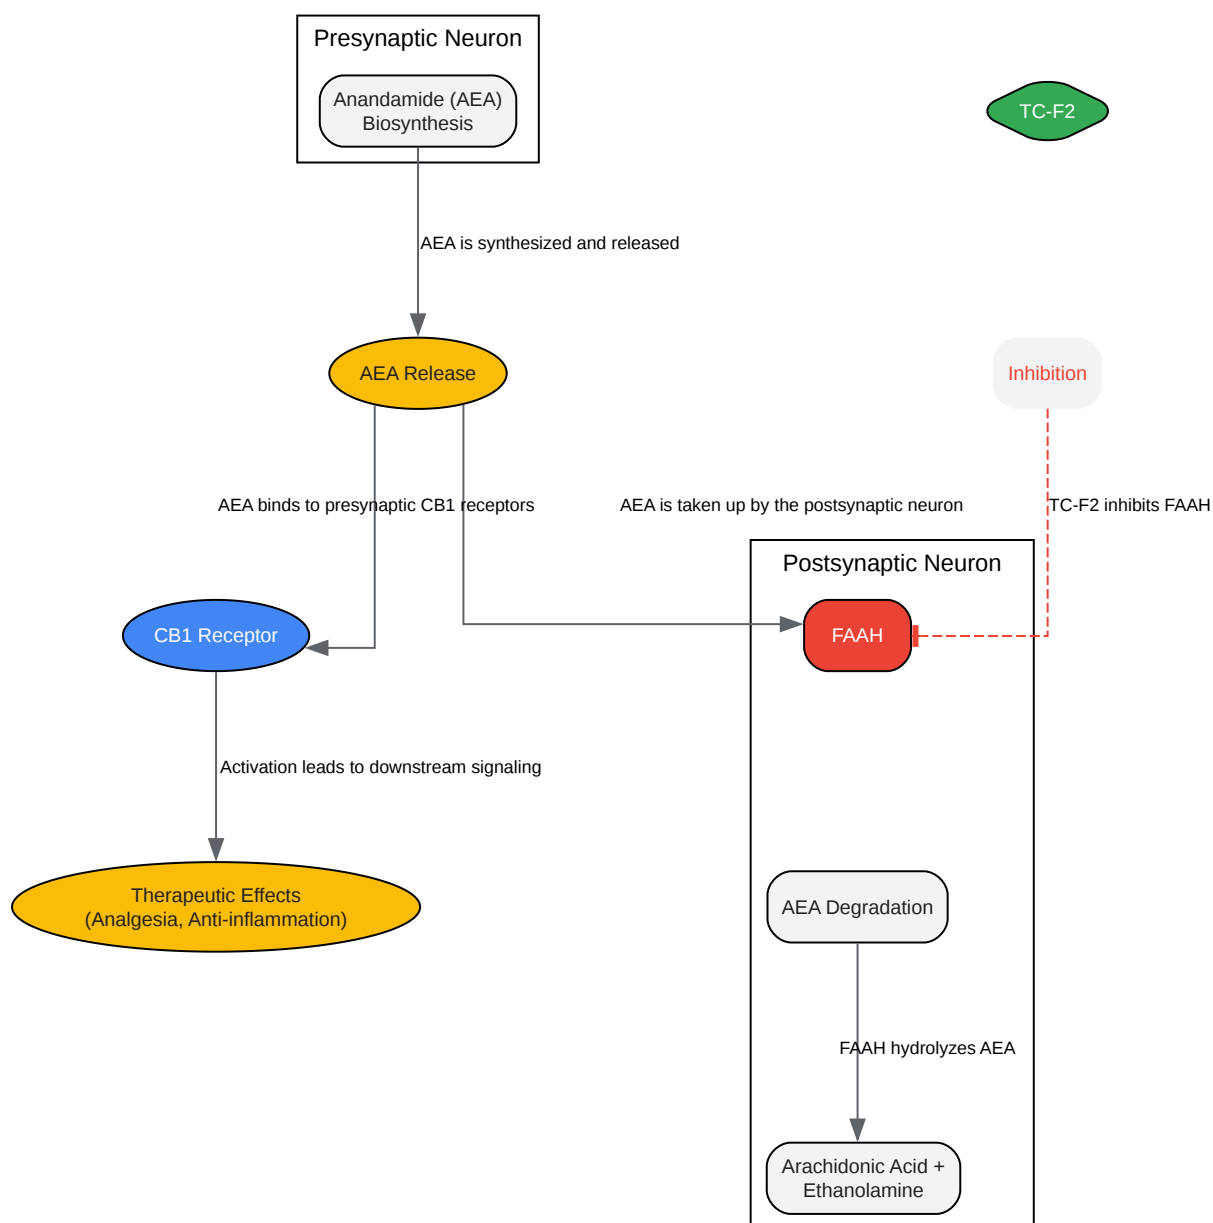 Presynaptic Neuron
Anandamide (AEA)
Biosynthesis
TC-F2
AEA is synthesized and released
AEA Release
Inhibition
AEA binds to presynaptic CB1 receptors
AEA is taken up by the postsynaptic neuron
TC-F2 inhibits FAAH
Postsynaptic Neuron
CB1 Receptor
FAAH
Activation leads to downstream signaling
Therapeutic Effects
(Analgesia, Anti-inflammation)
AEA Degradation
FAAH hydrolyzes AEA
Arachidonic Acid +
Ethanolamine